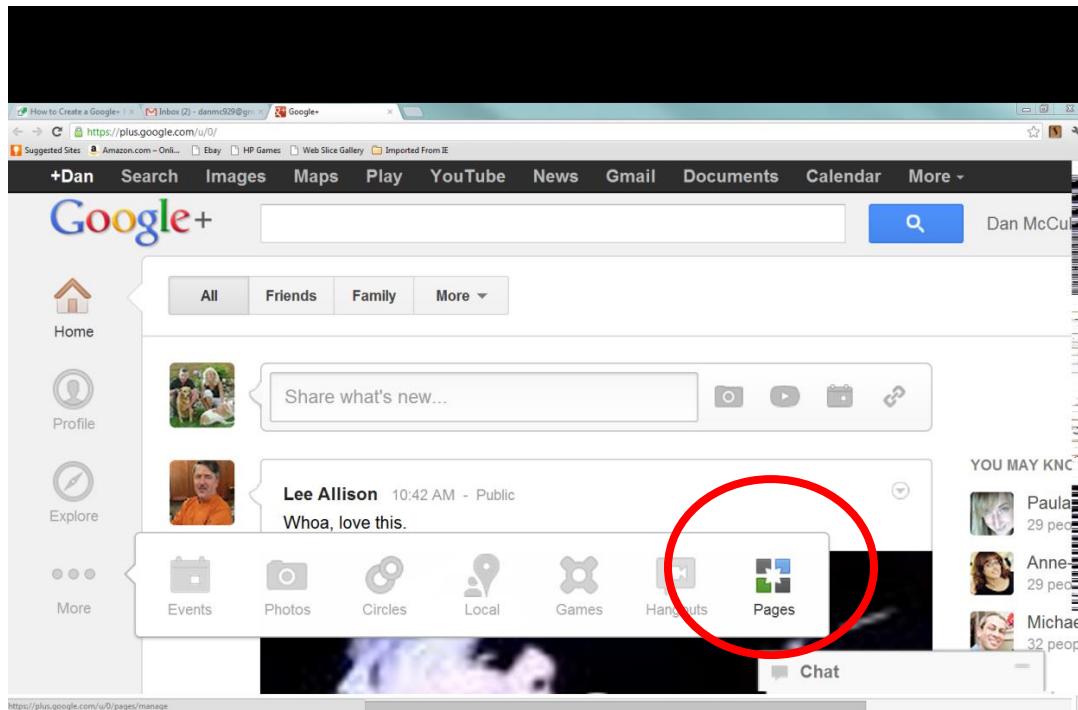 How to Create a Google+
Inbox (2) - danmc929@gm
Google+
https://plus.google.com/u/0/
Suggested Sites Amazon.com – Onli... Ebay HP Games Web Slice Gallery Imported From IE
+Dan Search Images Maps Play YouTube News Gmail Documents Calendar More
Google+
Dan McCul
All Friends Family More
Home
Share what's new...
Profile
YOU MAY KNO
Lee Allison 10:42 AM - Public
Whoa, love this.
Explore
Paula
29 peo
Anne-
29 peo
Michae
32 peop
More
Events Photos Circles Local Games Hangouts Pages
Chat
https://plus.google.com/u/0/pages/manage